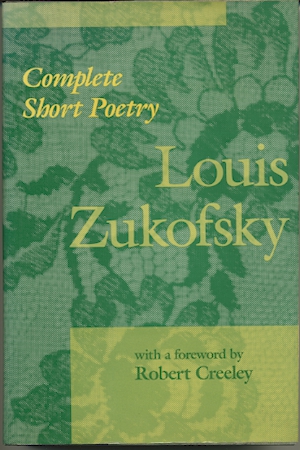 Complete
Short Poetry
Louis
Zukofsky
with a foreword by
Robert Creeley